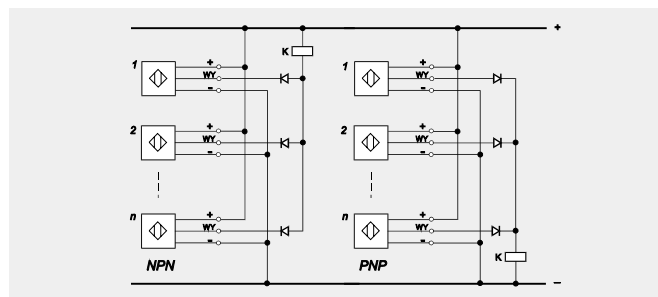 +
K
1 + WY -
1 + WY -
2 + WY -
2 + WY -
n + WY -
n + WY -
K
NPN PNP
-